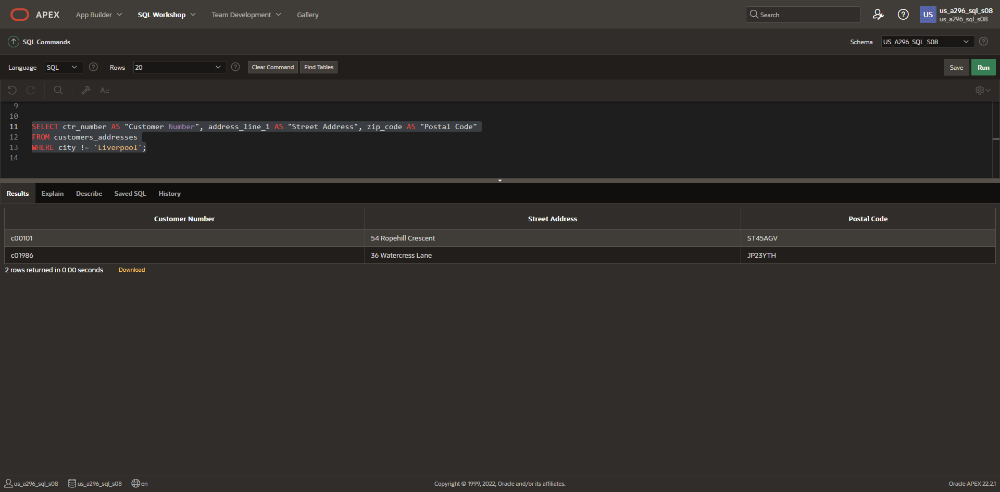 APEX App Builder SQL Workshop Team Development Gallery Search US us_a296_sql_s08
us_a296_sql_s08
SQL Commands Schema US_A296_SQL_S08
Language SQL Rows 20 Clear Command Find Tables Save Run
A
9
10
11 SELECT ctr_number AS "Customer Number", address_line_1 AS "Street Address", zip_code AS "Postal Code"
12 FROM customers_addresses
13 WHERE city != 'Liverpool';
14
Results Explain Describe Saved SQL History
Customer Number Street Address Postal Code
c00101 54 Ropehill Crescent ST45AGV
c01986 36 Watercress Lane JP23YTH
2 rows returned in 0.00 seconds Download
us_a296_sql_s08 us_a296_sql_s08 en Copyright © 1999, 2022, Oracle and/or its affiliates. Oracle APEX 22.2.1